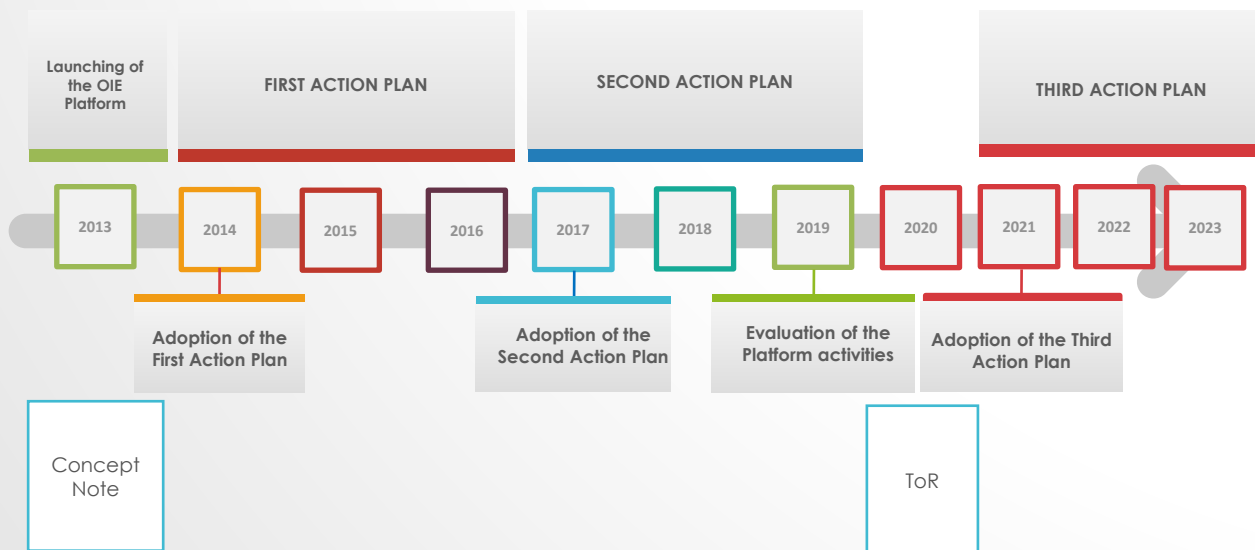 Launching of
the OIE
Platform
FIRST ACTION PLAN
SECOND ACTION PLAN
THIRD ACTION PLAN
2013
2014
2015
2016
2017
2018
2019
2020
2021
2022
2023
Adoption of the
First Action Plan
Adoption of the
Second Action Plan
Evaluation of the
Platform activities
Adoption of the Third
Action Plan
Concept
Note
ToR